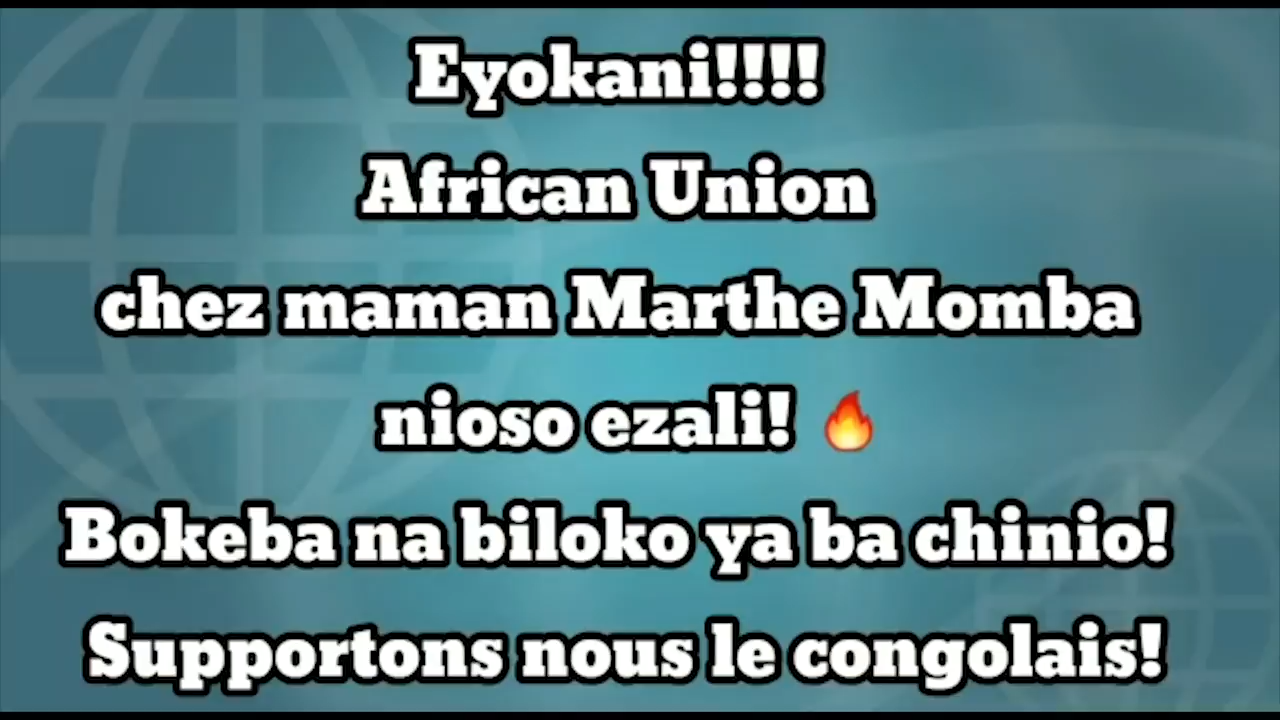 Eyokani!!!!
African Union
chez maman Marthe Momba
nioso ezali! 🔥
Bokeba na biloko ya ba chinio!
Supportons nous le congolais!